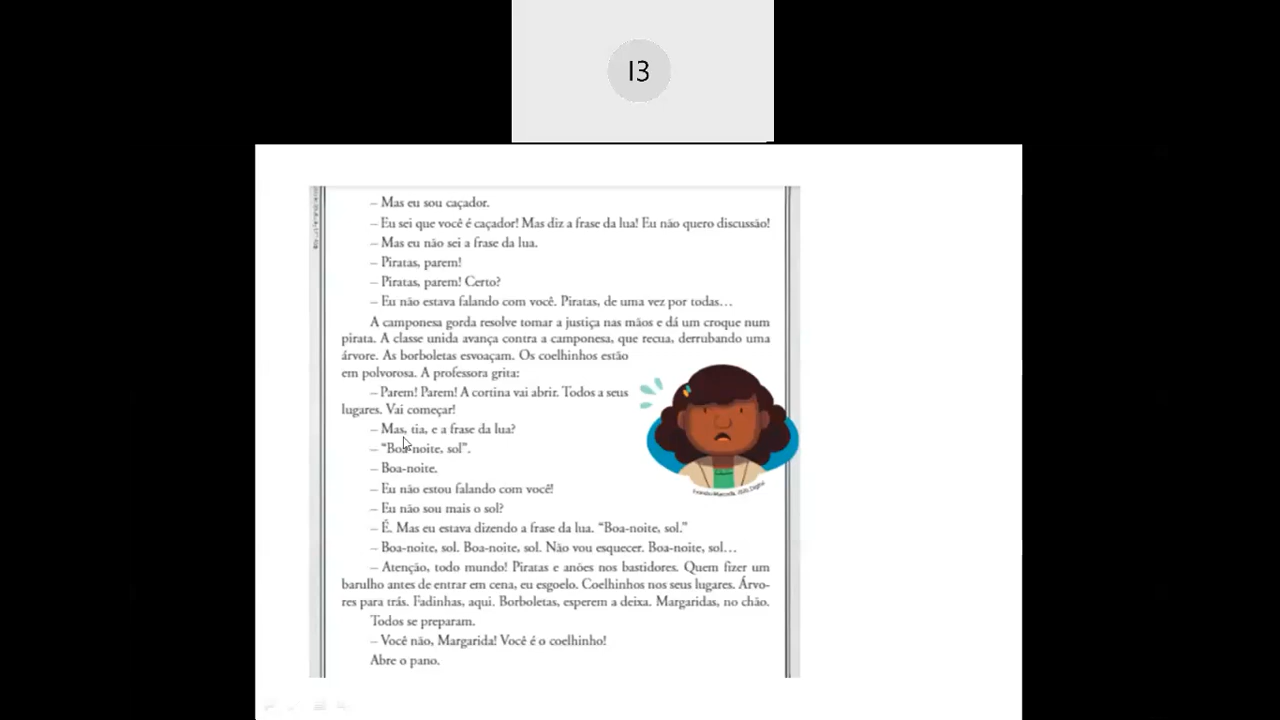 I3
– Mas eu sou caçador.
– Eu sei que você é caçador! Mas diz a frase da lua! Eu não quero discussão!
– Mas eu não sei a frase da lua.
– Piratas, parem!
– Piratas, parem! Certo?
– Eu não estava falando com você. Piratas, de uma vez por todas…
A camponesa gorda resolve tomar a justiça nas mãos e dá um croque num
pirata. A classe unida avança contra a camponesa, que recua, derrubando uma
árvore. As borboletas esvoaçam. Os coelhinhos estão
em polvorosa. A professora grita:
– Parem! Parem! A cortina vai abrir. Todos a seus
lugares. Vai começar!
– Mas, tia, e a frase da lua?
– “Boa-noite, sol”.
– Boa-noite.
– Eu não estou falando com você!
– Eu não sou mais o sol?
– É. Mas eu estava dizendo a frase da lua. “Boa-noite, sol.”
– Boa-noite, sol. Boa-noite, sol. Não vou esquecer. Boa-noite, sol…
– Atenção, todo mundo! Piratas e anões nos bastidores. Quem fizer um
barulho antes de entrar em cena, eu esgoelo. Coelhinhos nos seus lugares. Árvo-
res para trás. Fadinhas, aqui. Borboletas, esperem a deixa. Margaridas, no chão.
Todos se preparam.
– Você não, Margarida! Você é o coelhinho!
Abre o pano.